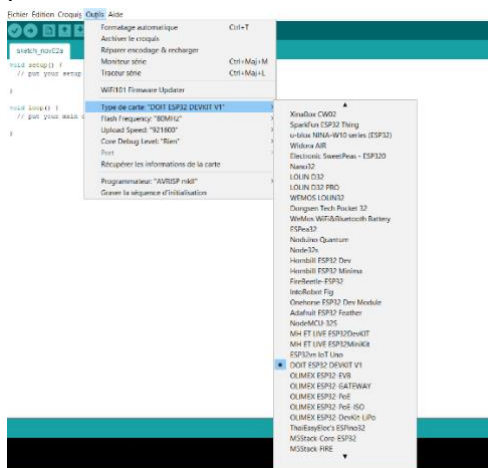 Fichier Édition Croquis Outils Aide
Formatage automatique Ctrl+T
Archiver le croquis
Réparer encodage & recharger
Moniteur série Ctrl+Maj+M
Traceur série Ctrl+Maj+L
WiFi101 Firmware Updater
Type de carte: "DOIT ESP32 DEVKIT V1"
Flash Frequency: "80MHz"
Upload Speed: "921600"
Core Debug Level: "Rien"
Port
Récupérer les informations de la carte
Programmateur: "AVRISP mkII"
Graver la séquence d'initialisation
sketch_nov02a
void setup() {
// put your setup
}
void loop() {
// put your main
}
XinaBox CW02
SparkFun ESP32 Thing
u-blox NINA-W10 series (ESP32)
Widora AIR
Electronic SweetPeas - ESP320
Nano32
LOLIN D32
LOLIN D32 PRO
WEMOS LOLIN32
Dongsen Tech Pocket 32
WeMos WiFi&Bluetooth Battery
ESPea32
Noduino Quantum
Node32s
Hornbill ESP32 Dev
Hornbill ESP32 Minima
FireBeetle-ESP32
IntoRobot Fig
Onehorse ESP32 Dev Module
Adafruit ESP32 Feather
NodeMCU-32S
MH ET LIVE ESP32DevKIT
MH ET LIVE ESP32MiniKit
ESP32vn IoT Uno
DOIT ESP32 DEVKIT V1
OLIMEX ESP32-EVB
OLIMEX ESP32-GATEWAY
OLIMEX ESP32-PoE
OLIMEX ESP32-PoE-ISO
OLIMEX ESP32-DevKit-LiPo
ThaiEasyElec's ESPino32
M5Stack-Core-ESP32
M5Stack-FIRE